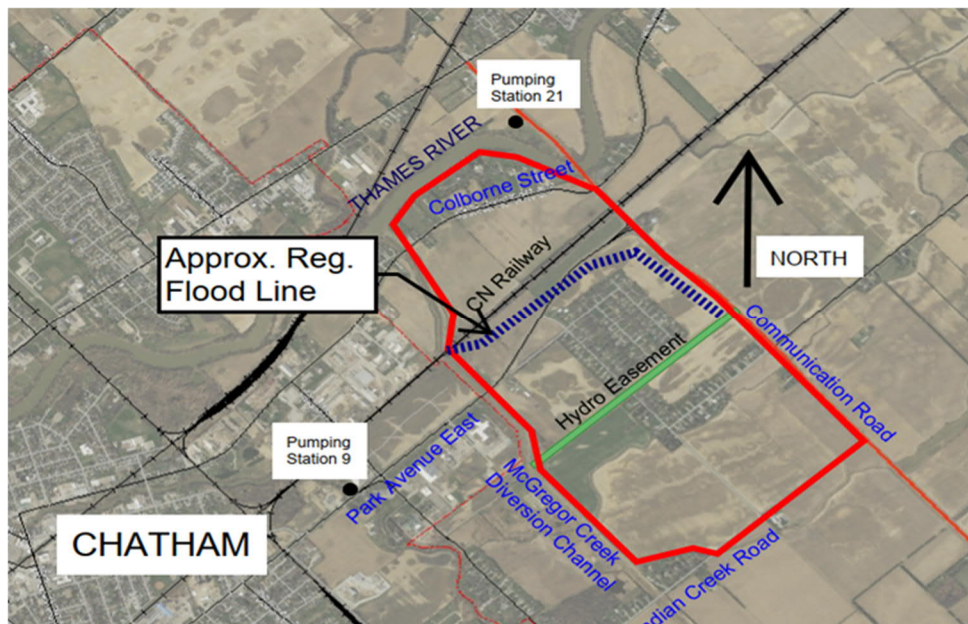 Pumping
Station 21
THAMES RIVER
Colborne Street
Approx. Reg.
Flood Line
CN Railway
NORTH
Communication Road
Hydro Easement
Pumping
Station 9
Park Avenue East
McGregor Creek
Diversion Channel
CHATHAM
dian Creek Road